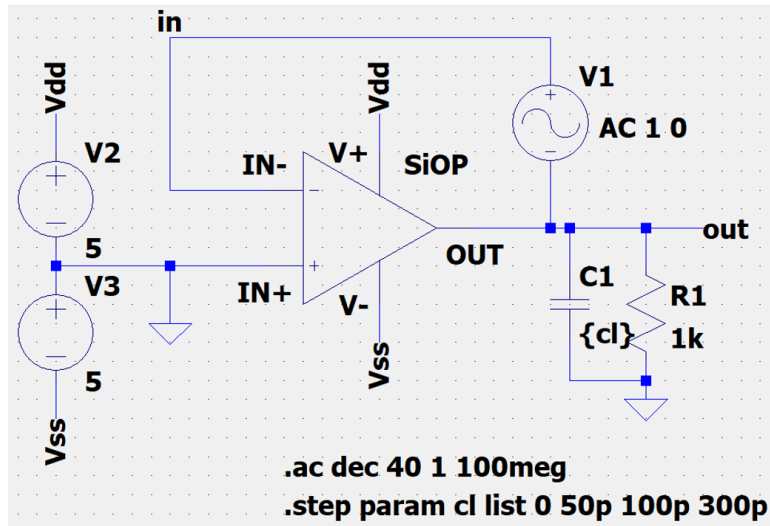 in
Vdd
V2
5
V3
5
Vss
IN-
V+
Vdd
SiOP
IN+
V-
Vss
OUT
V1
AC 1 0
+
-
out
C1
{cl}
R1
1k
.ac dec 40 1 100meg
.step param cl list 0 50p 100p 300p